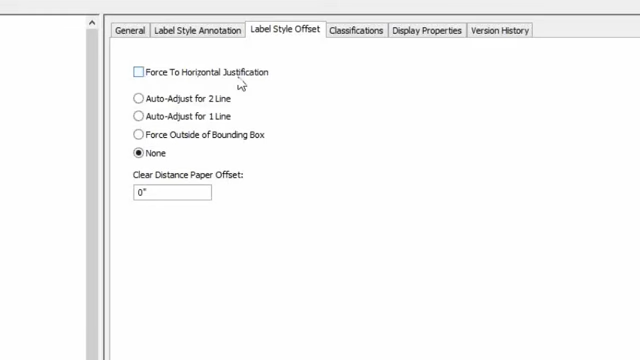 General Label Style Annotation Label Style Offset Classifications Display Properties Version History
Force To Horizontal Justification
Auto-Adjust for 2 Line
Auto-Adjust for 1 Line
Force Outside of Bounding Box
None
Clear Distance Paper Offset:
0"